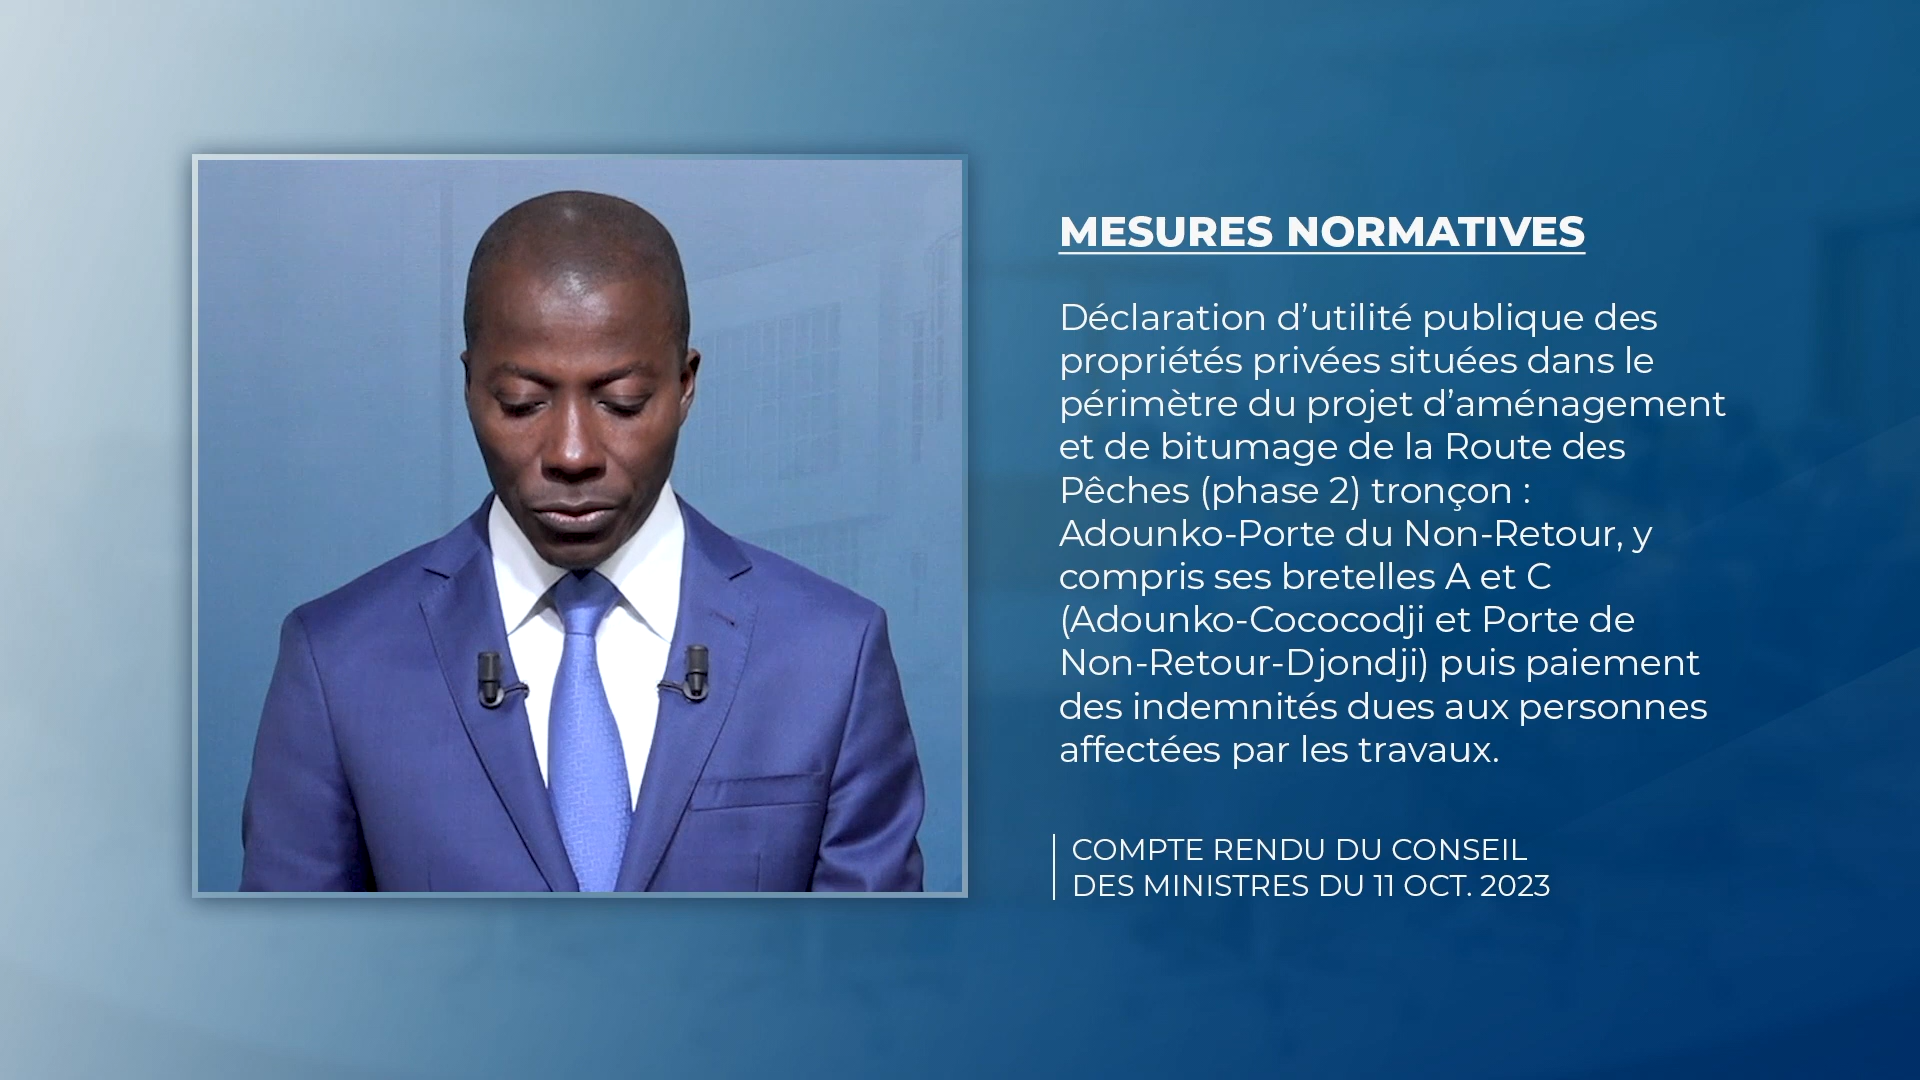 MESURES NORMATIVES
Déclaration d’utilité publique des
propriétés privées situées dans le
périmètre du projet d’aménagement
et de bitumage de la Route des
Pêches (phase 2) tronçon :
Adounko-Porte du Non-Retour, y
compris ses bretelles A et C
(Adounko-Cococodji et Porte de
Non-Retour-Djondji) puis paiement
des indemnités dues aux personnes
affectées par les travaux.
COMPTE RENDU DU CONSEIL
DES MINISTRES DU 11 OCT. 2023